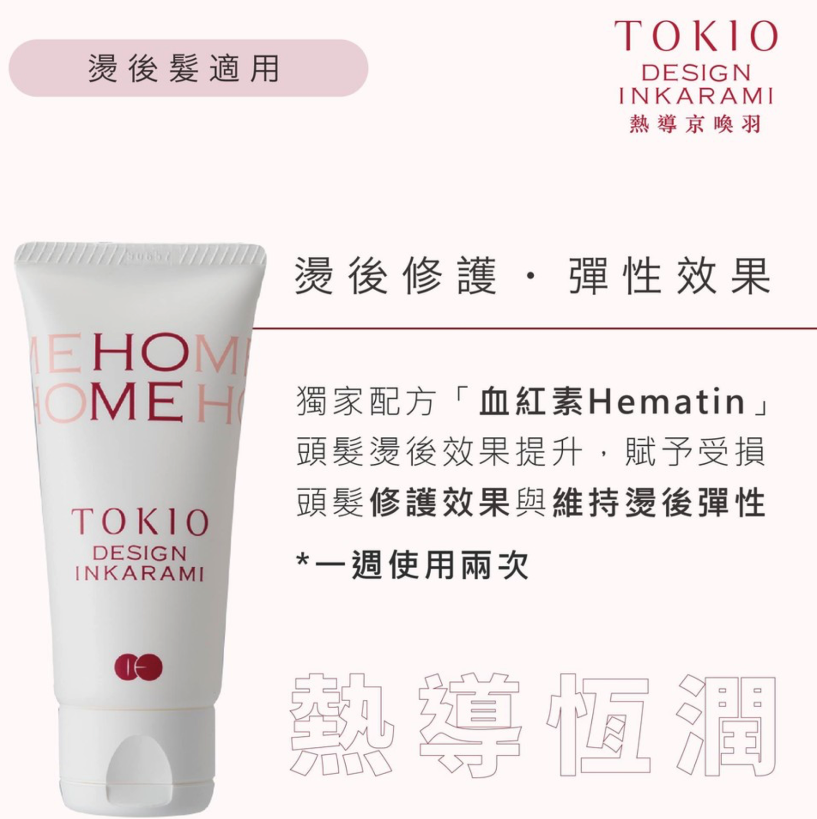 燙後髮適用
TOKIO
DESIGN
INKARAMI
熱導京喚羽
燙後修護・彈性效果
獨家配方「血紅素Hematin」
頭髮燙後效果提升，賦予受損
頭髮修護效果與維持燙後彈性
*一週使用兩次
熱導恆潤
MEHOME
HOMEHO
TOKIO
DESIGN
INKARAMI